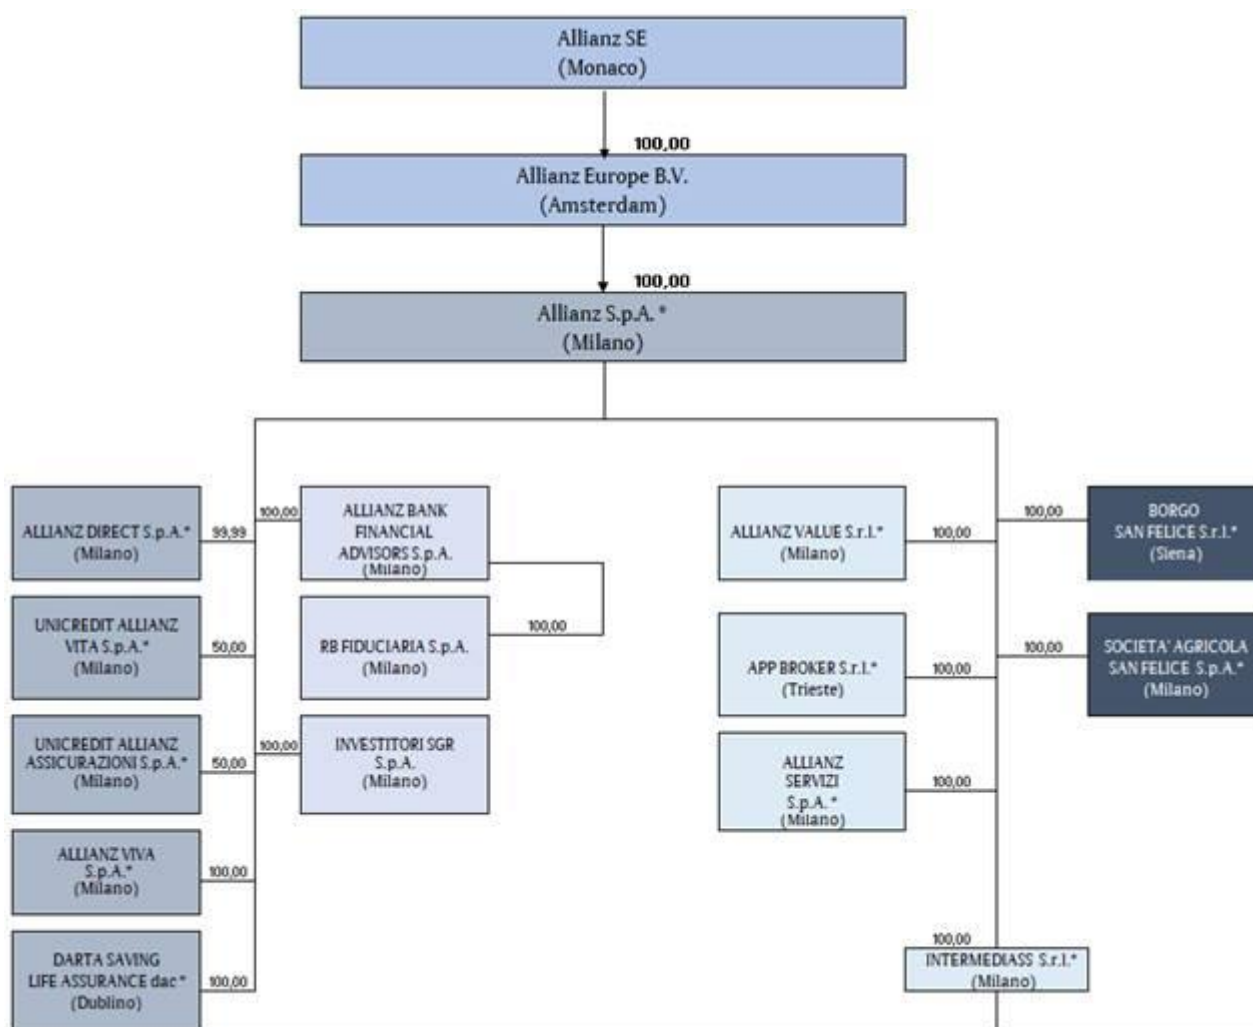 Allianz SE
(Monaco)
100,00
Allianz Europe B.V.
(Amsterdam)
100,00
Allianz S.p.A. *
(Milano)
ALLIANZ DIRECT S.p.A.*
(Milano)
99,99
100,00
ALLIANZ BANK
FINANCIAL
ADVISORS S.p.A.
(Milano)
ALLIANZ VALUE S.r.l.*
(Milano)
100,00
100,00
BORGO
SAN FELICE S.r.l.*
(Siena)
UNICREDIT ALLIANZ
VITA S.p.A.*
(Milano)
50,00
RB FIDUCIARIA S.p.A.
(Milano)
100,00
APP BROKER S.r.l.*
(Trieste)
100,00
100,00
SOCIETA' AGRICOLA
SAN FELICE S.p.A.*
(Milano)
UNICREDIT ALLIANZ
ASSICURAZIONI S.p.A.*
(Milano)
50,00
100,00
INVESTITORI SGR
S.p.A.
(Milano)
ALLIANZ
SERVIZI
S.p.A. *
(Milano)
100,00
ALLIANZ VIVA
S.p.A.*
(Milano)
100,00
DARTA SAVING
LIFE ASSURANCE dac *
(Dublino)
100,00
100,00
INTERMEDIASS S.r.l.*
(Milano)